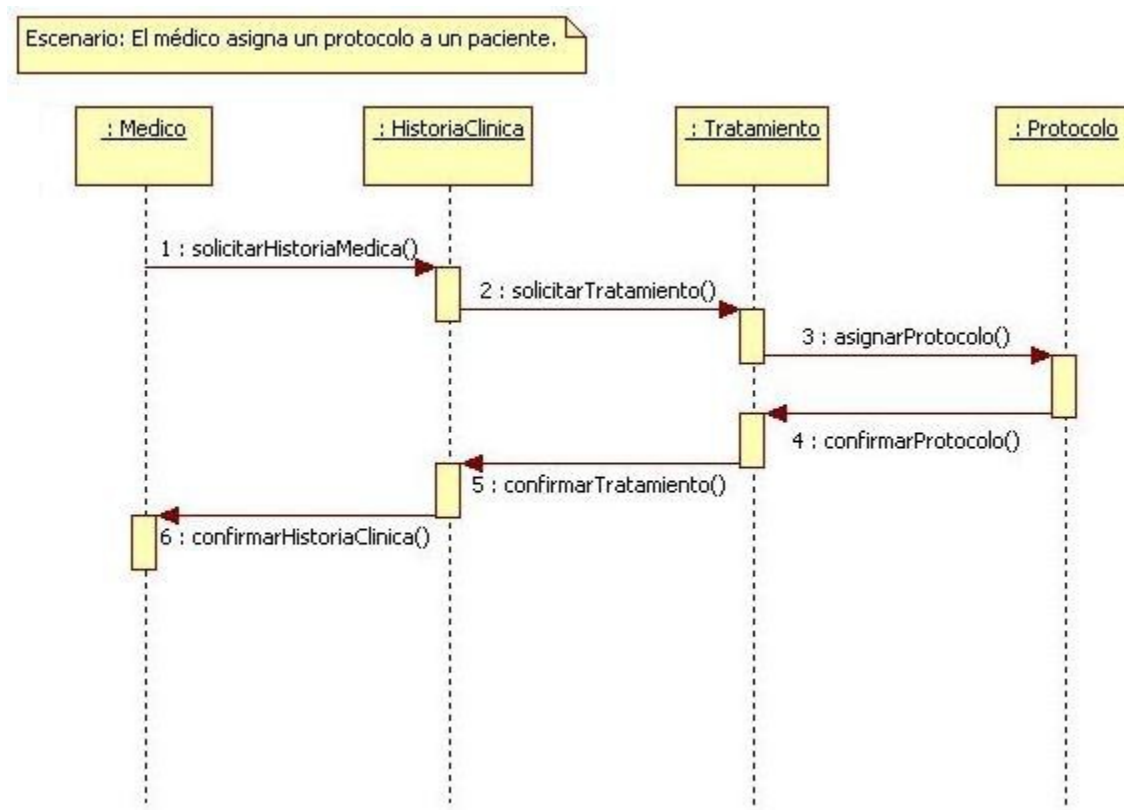 Escenario: El médico asigna un protocolo a un paciente.
: Medico
: HistoriaClinica
: Tratamiento
: Protocolo
1 : solicitarHistoriaMedica()
2 : solicitarTratamiento()
3 : asignarProtocolo()
4 : confirmarProtocolo()
5 : confirmarTratamiento()
6 : confirmarHistoriaClinica()